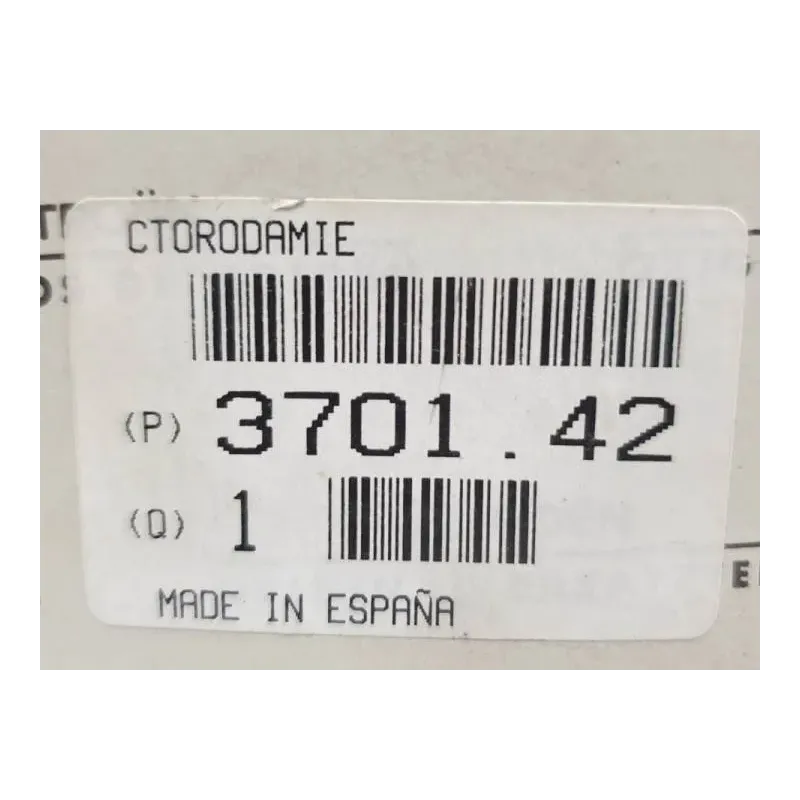 CTORODAMIE
(P) 3701.42
(Q) 1
MADE IN ESPAÑA